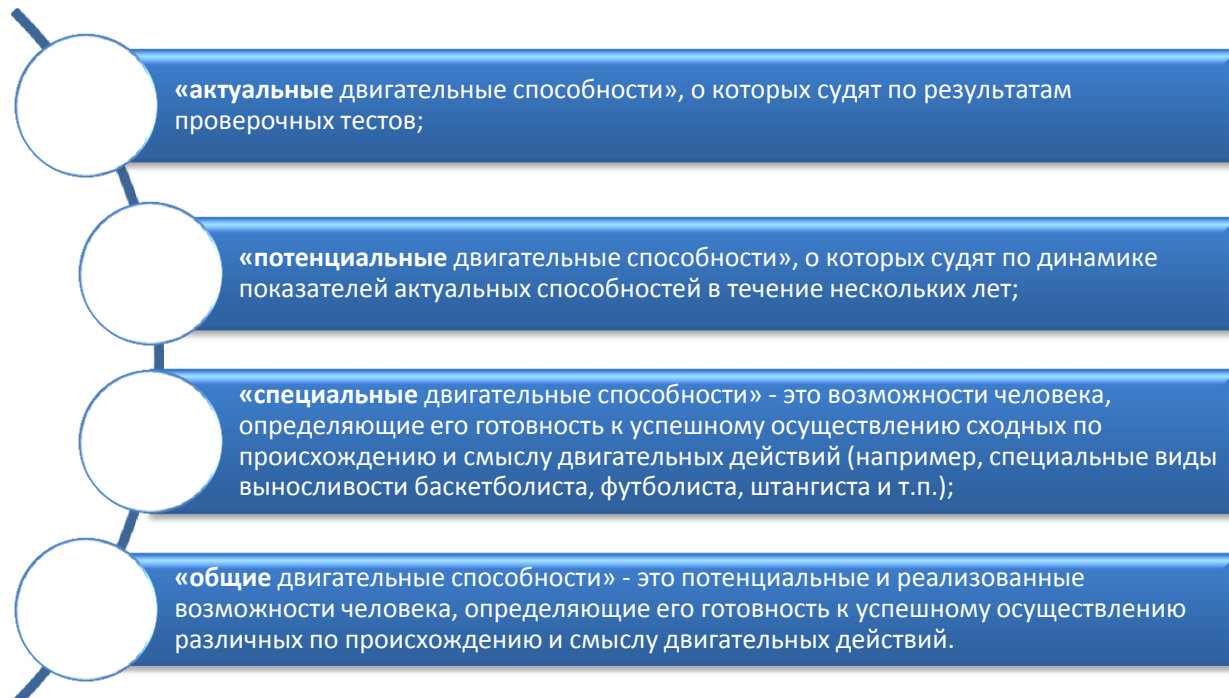 «актуальные двигательные способности», о которых судят по результатам
проверочных тестов;
«потенциальные двигательные способности», о которых судят по динамике
показателей актуальных способностей в течение нескольких лет;
«специальные двигательные способности» - это возможности человека,
определяющие его готовность к успешному осуществлению сходных по
происхождению и смыслу двигательных действий (например, специальные виды
выносливости баскетболиста, футболиста, штангиста и т.п.);
«общие двигательные способности» - это потенциальные и реализованные
возможности человека, определяющие его готовность к успешному осуществлению
различных по происхождению и смыслу двигательных действий.